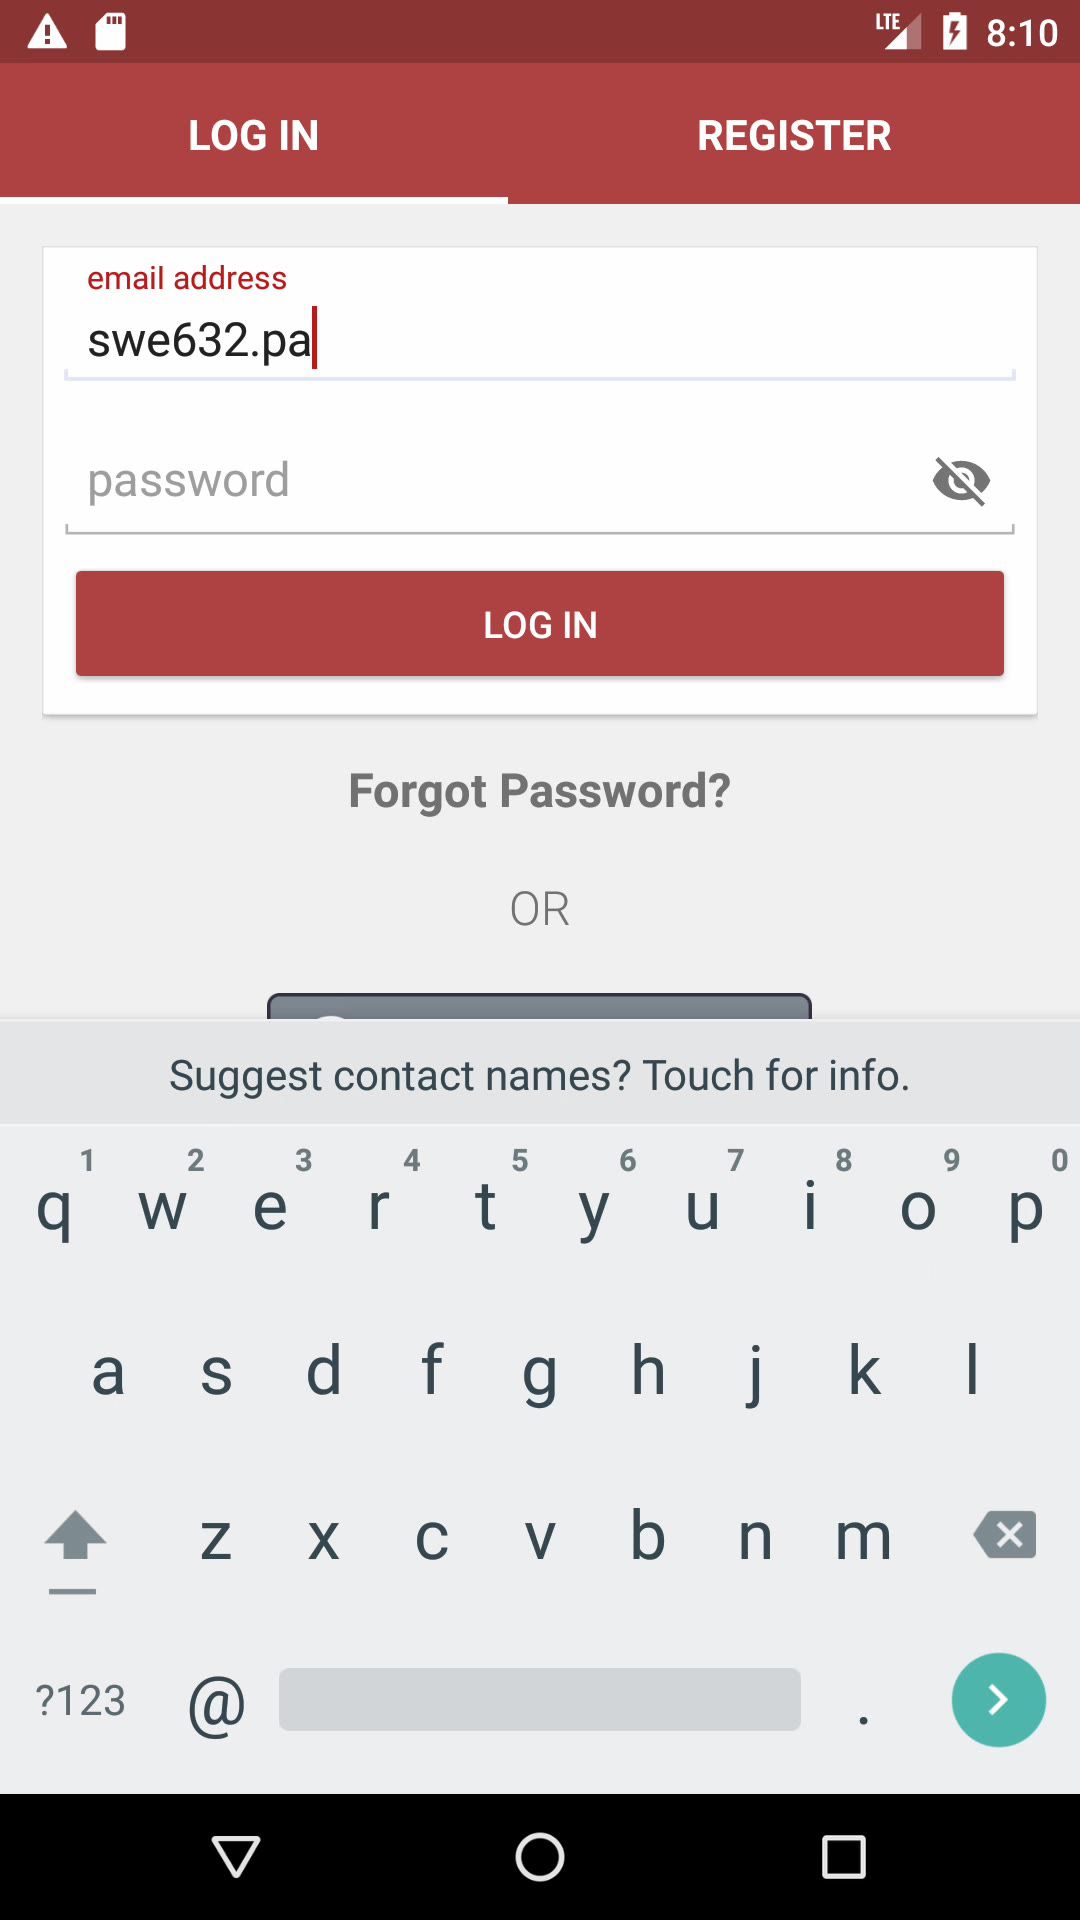 LTE 8:10
LOG IN REGISTER
email address
swe632.pa
password
LOG IN
Forgot Password?
OR
Suggest contact names? Touch for info.
1 2 3 4 5 6 7 8 9 0
q w e r t y u i o p
a s d f g h j k l
z x c v b n m
?123 @ .